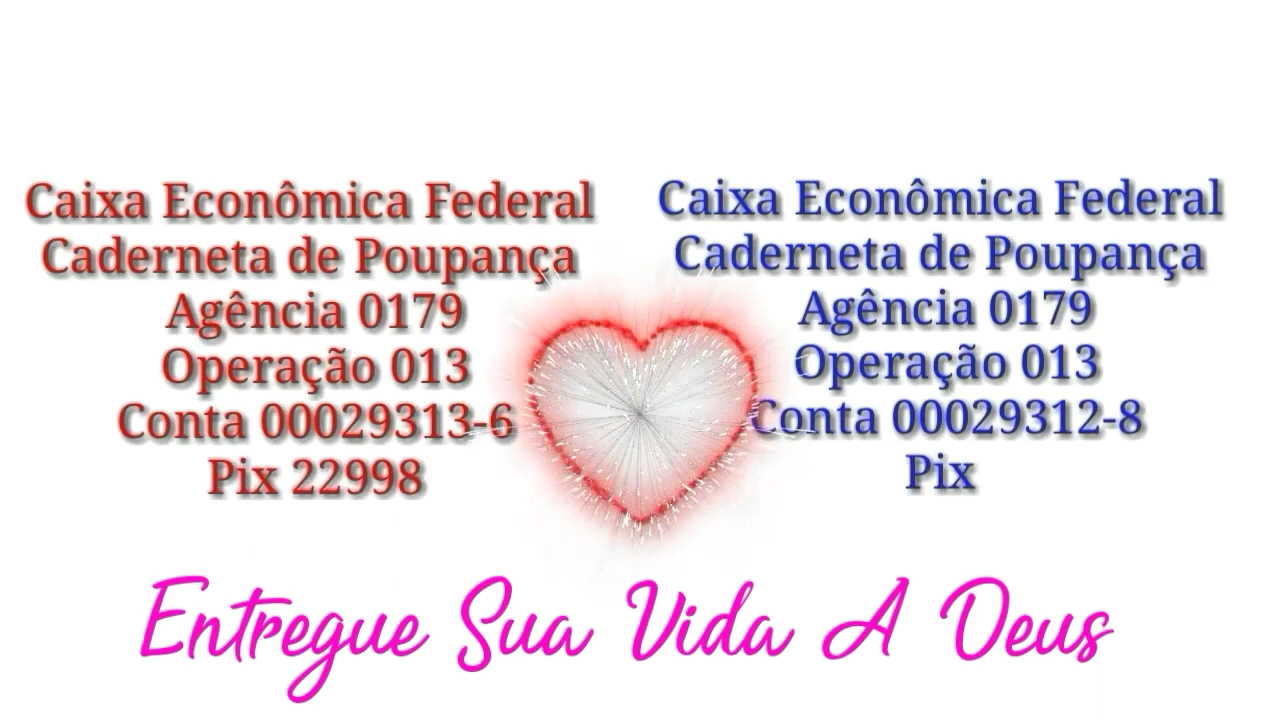 Caixa Econômica Federal
Caderneta de Poupança
Agência 0179
Operação 013
Conta 00029313-6
Pix 22998
Caixa Econômica Federal
Caderneta de Poupança
Agência 0179
Operação 013
Conta 00029312-8
Pix
Entregue Sua Vida A Deus